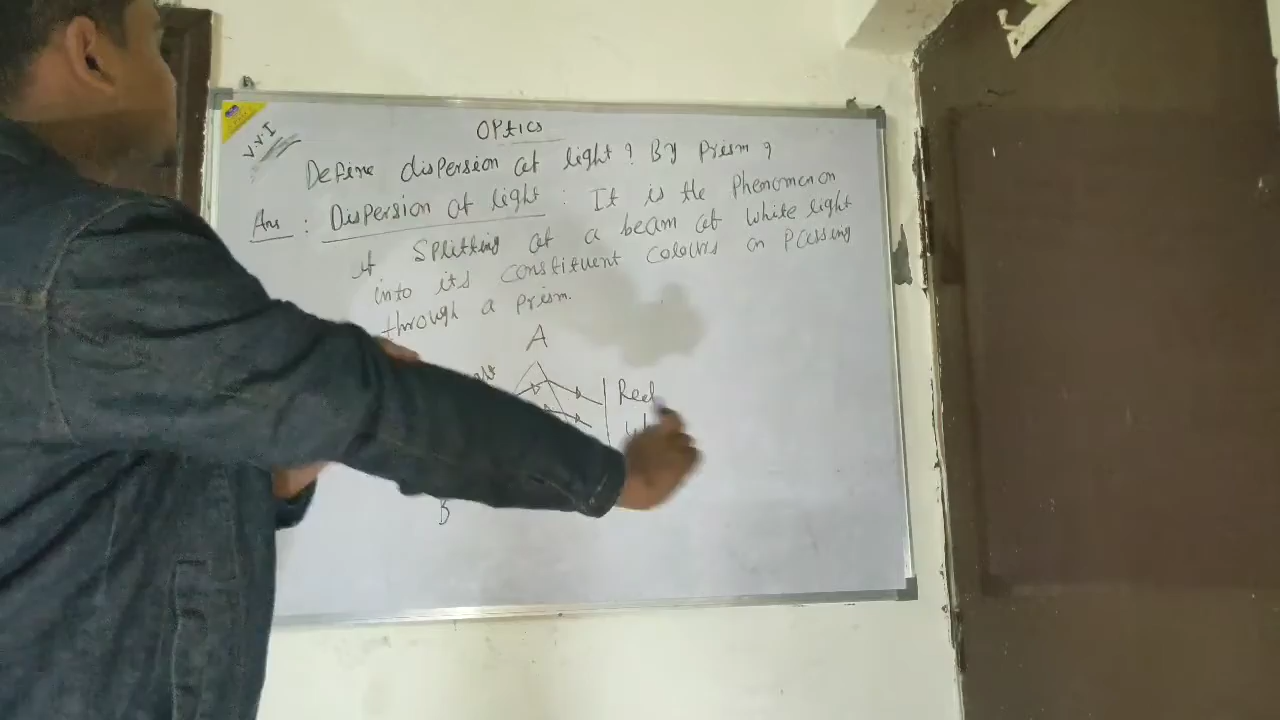 OPtics
V.V.I
Define dispersion of light? By Prism?
Ans : Dispersion of light : It is the Phenomenon
of splitting of a beam of white light
into its constituent colours on Passing
through a prism.
A
Red
B